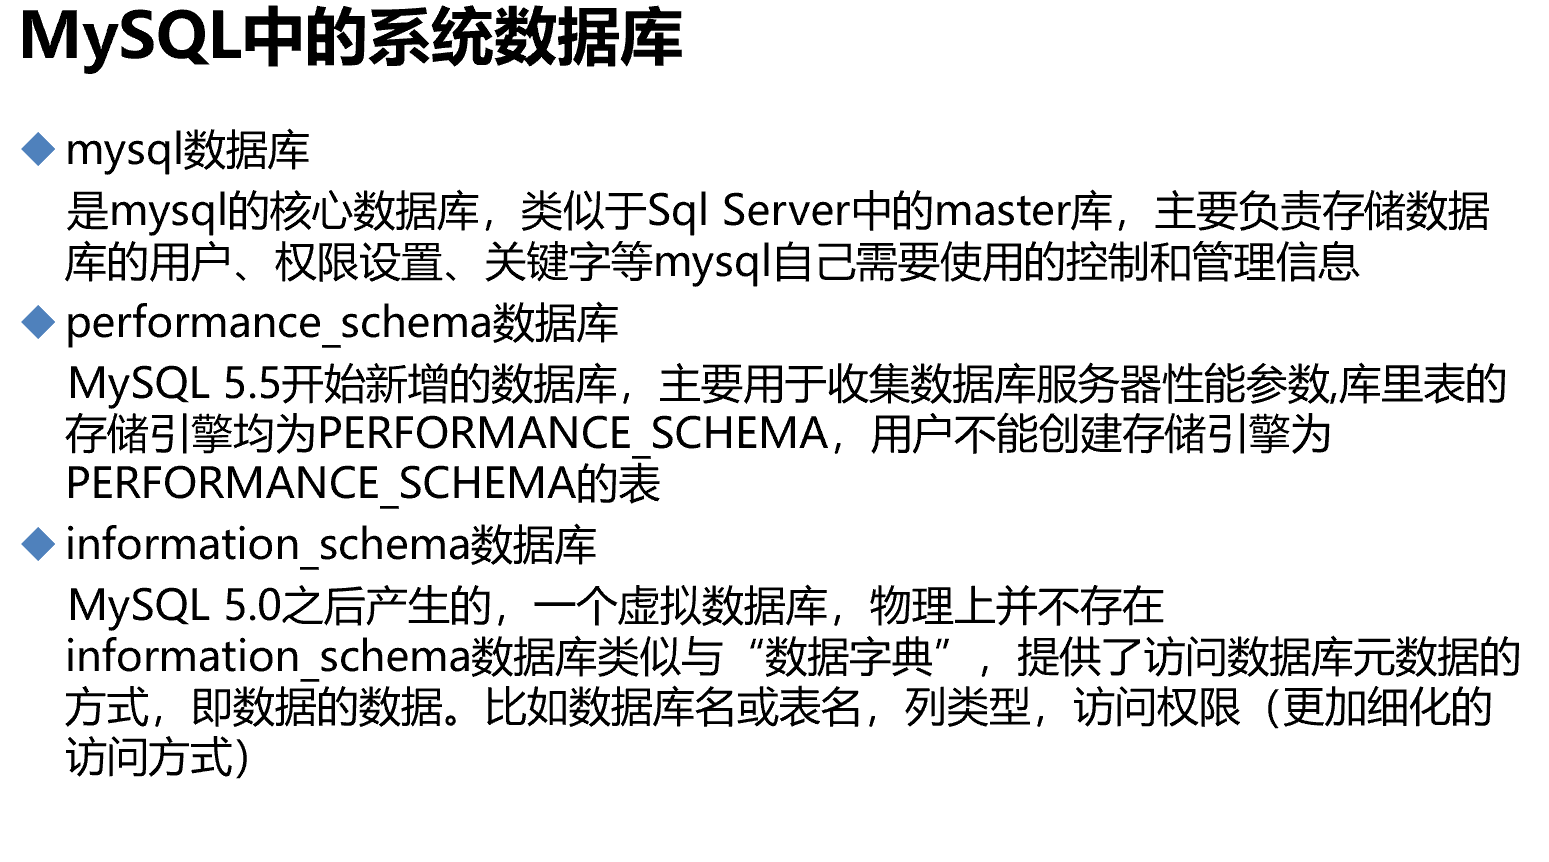 MySQL中的系统数据库
mysql数据库
是mysql的核心数据库，类似于Sql Server中的master库，主要负责存储数据
库的用户、权限设置、关键字等mysql自己需要使用的控制和管理信息
performance_schema数据库
MySQL 5.5开始新增的数据库，主要用于收集数据库服务器性能参数,库里表的
存储引擎均为PERFORMANCE_SCHEMA，用户不能创建存储引擎为
PERFORMANCE_SCHEMA的表
information_schema数据库
MySQL 5.0之后产生的，一个虚拟数据库，物理上并不存在
information_schema数据库类似与“数据字典”，提供了访问数据库元数据的
方式，即数据的数据。比如数据库名或表名，列类型，访问权限（更加细化的
访问方式）